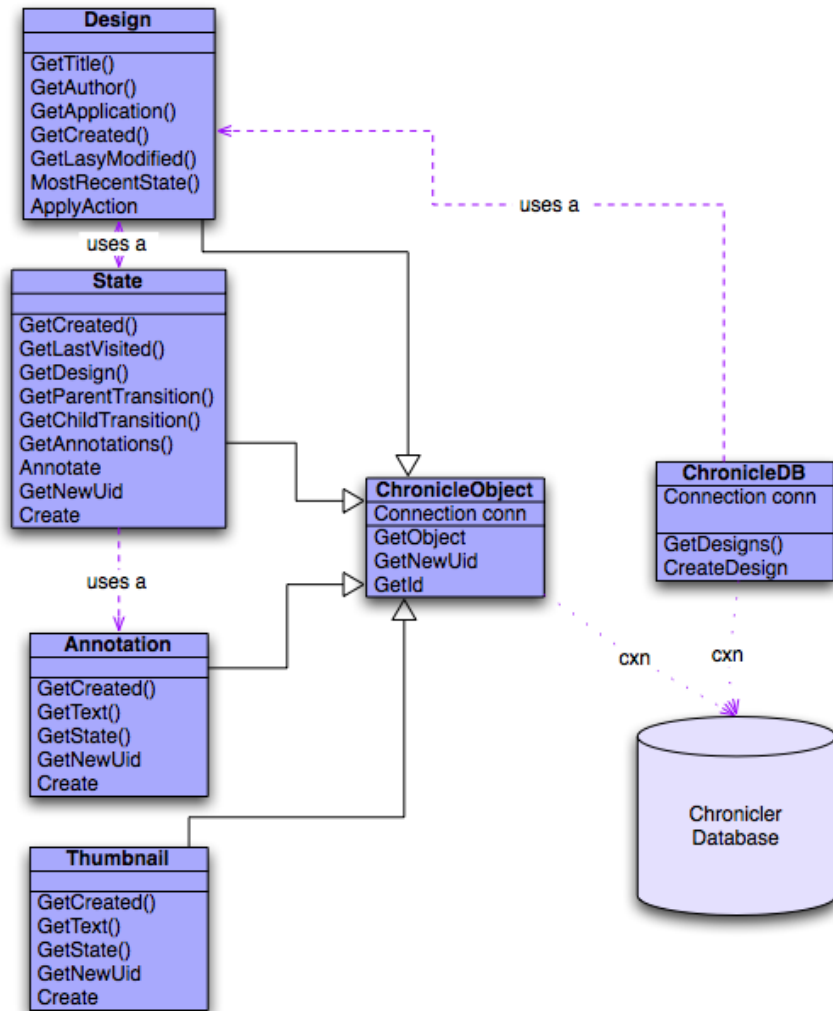 Design
GetTitle()
GetAuthor()
GetApplication()
GetCreated()
GetLasyModified()
MostRecentState()
ApplyAction
uses a
uses a
State
GetCreated()
GetLastVisited()
GetDesign()
GetParentTransition()
GetChildTransition()
GetAnnotations()
Annotate
GetNewUid
Create
ChronicleObject
Connection conn
GetObject
GetNewUid
GetId
ChronicleDB
Connection conn
GetDesigns()
CreateDesign
uses a
cxn
cxn
Annotation
GetCreated()
GetText()
GetState()
GetNewUid
Create
Chronicler
Database
Thumbnail
GetCreated()
GetText()
GetState()
GetNewUid
Create